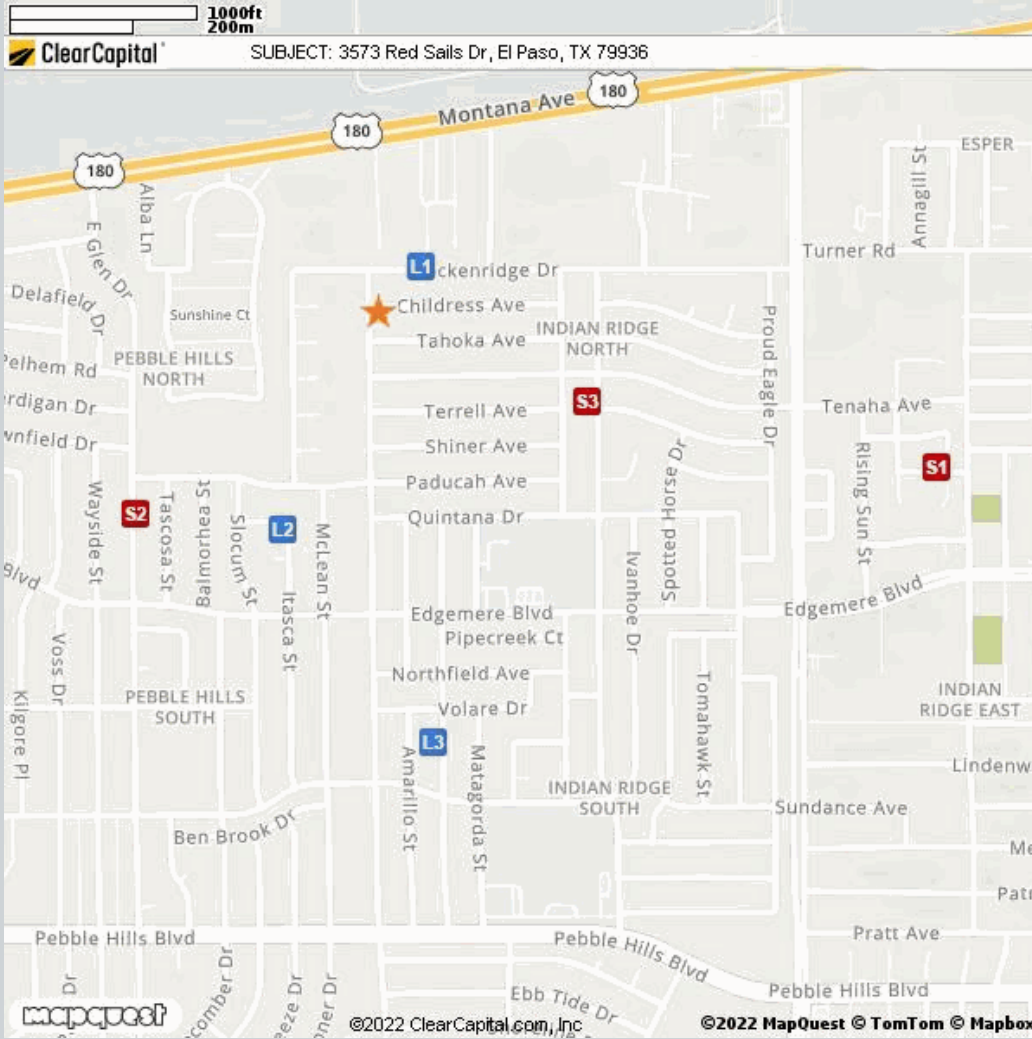 1000ft
200m
ClearCapital
SUBJECT: 3573 Red Sails Dr, El Paso, TX 79936
180
Montana Ave
180
180
ESPER
Annagill St
Alba Ln
E Glen Dr
Turner Rd
L1
ckenridge Dr
Delafield Dr
Sunshine Ct
Childress Ave
Proud Eagle Dr
INDIAN RIDGE
NORTH
Tahoka Ave
PEBBLE HILLS
NORTH
Pelhem Rd
rdigan Dr
S3
Terrell Ave
Tenaha Ave
wnfield Dr
Shiner Ave
Spotted Horse Dr
Rising Sun St
S1
Paducah Ave
Wayside St
S2
Tascosa St
Balmorhea St
Slocum St
L2
McLean St
Quintana Dr
Ivanhoe Dr
Blvd
Itasca St
Edgemere Blvd
Edgemere Blvd
Pipecreek Ct
Voss Dr
Northfield Ave
Tomahawk St
Kilgore Pl
PEBBLE HILLS
SOUTH
Volare Dr
INDIAN
RIDGE EAST
L3
Amarillo St
Matagorda St
Lindenw
INDIAN RIDGE
SOUTH
Sundance Ave
Ben Brook Dr
Me
Patr
Pebble Hills Blvd
Pebble Hills Blvd
Pratt Ave
Pebble Hills Blvd
Dr
comber Dr
eeze Dr
oner Dr
Ebb Tide Dr
mapquest
©2022 ClearCapital.com, Inc
©2022 MapQuest © TomTom © Mapbox